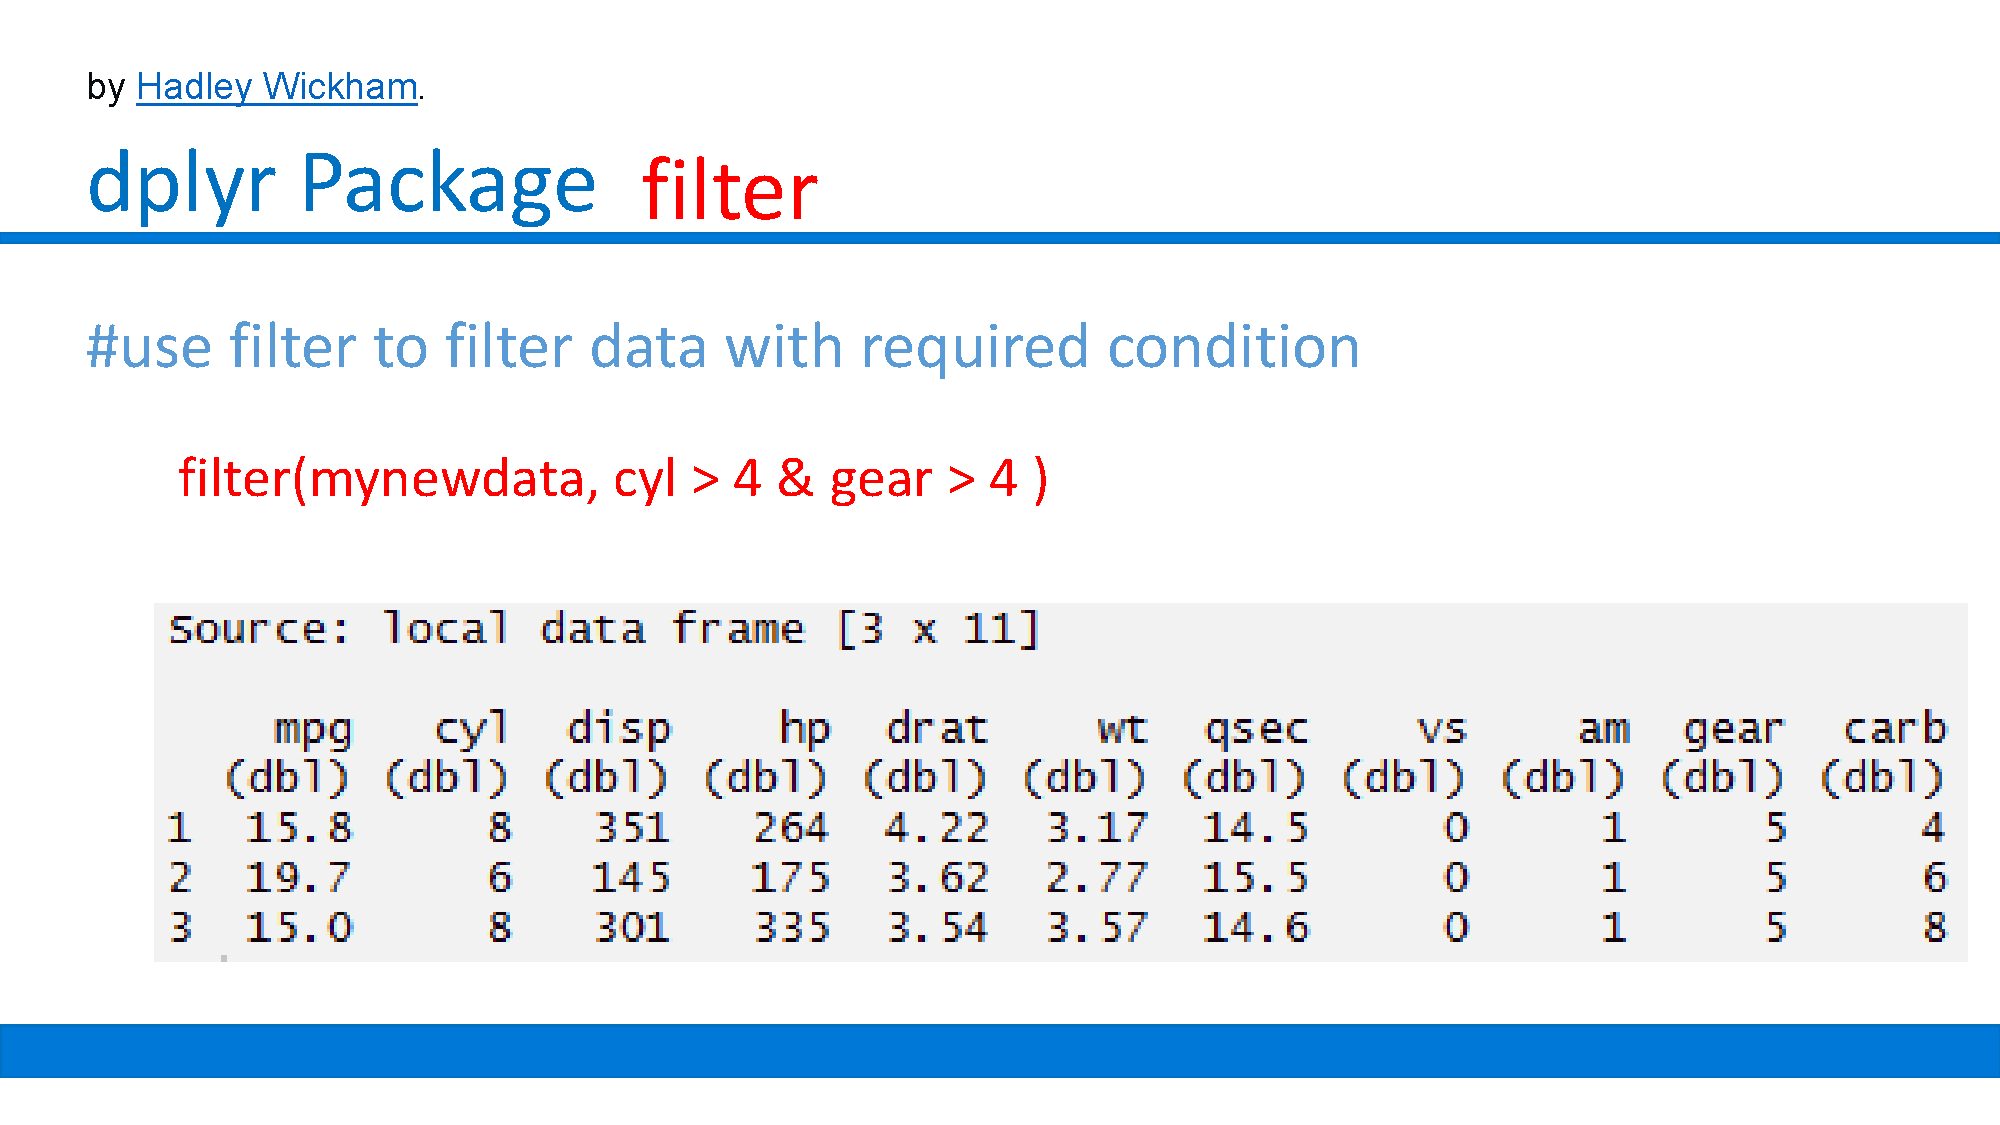 by Hadley Wickham.
dplyr Package filter
#use filter to filter data with required condition
filter(mynewdata, cyl > 4 & gear > 4 )
Source: local data frame [3 x 11]
mpg cyl disp hp drat wt qsec vs am gear carb
(dbl) (dbl) (dbl) (dbl) (dbl) (dbl) (dbl) (dbl) (dbl) (dbl) (dbl)
1 15.8 8 351 264 4.22 3.17 14.5 0 1 5 4
2 19.7 6 145 175 3.62 2.77 15.5 0 1 5 6
3 15.0 8 301 335 3.54 3.57 14.6 0 1 5 8